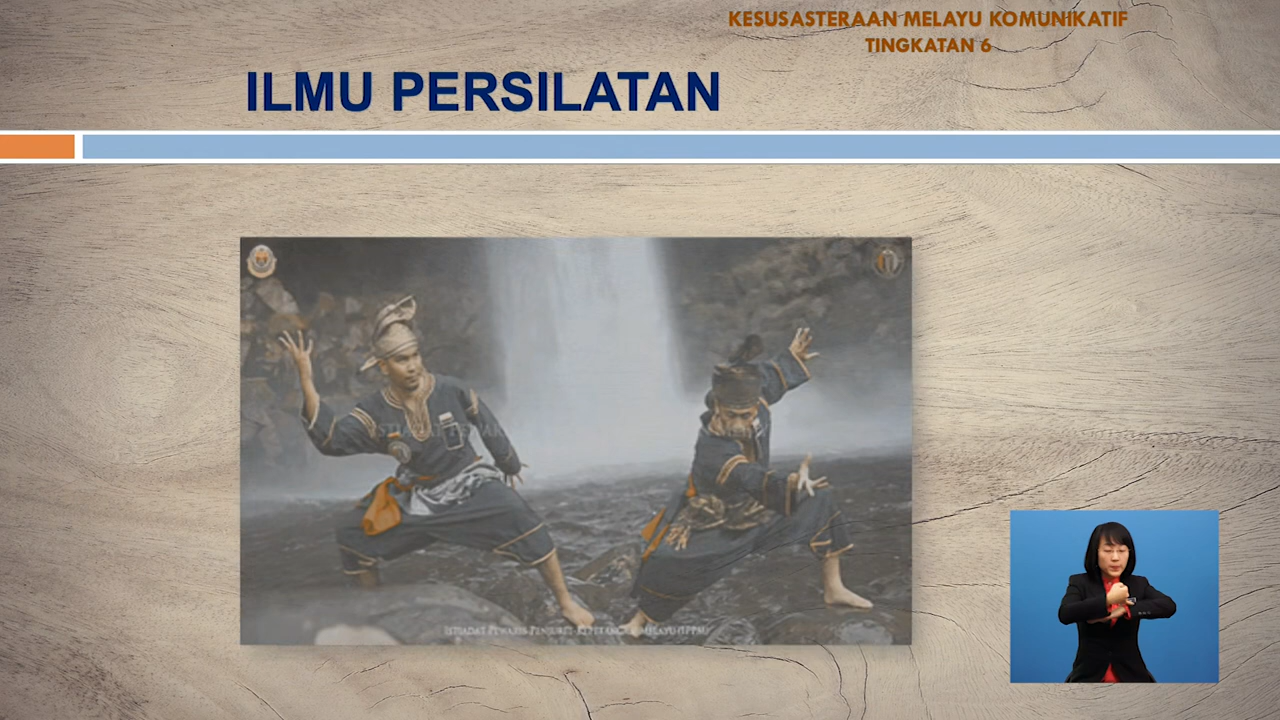 KESUSASTERAAN MELAYU KOMUNIKATIF
TINGKATAN 6
ILMU PERSILATAN